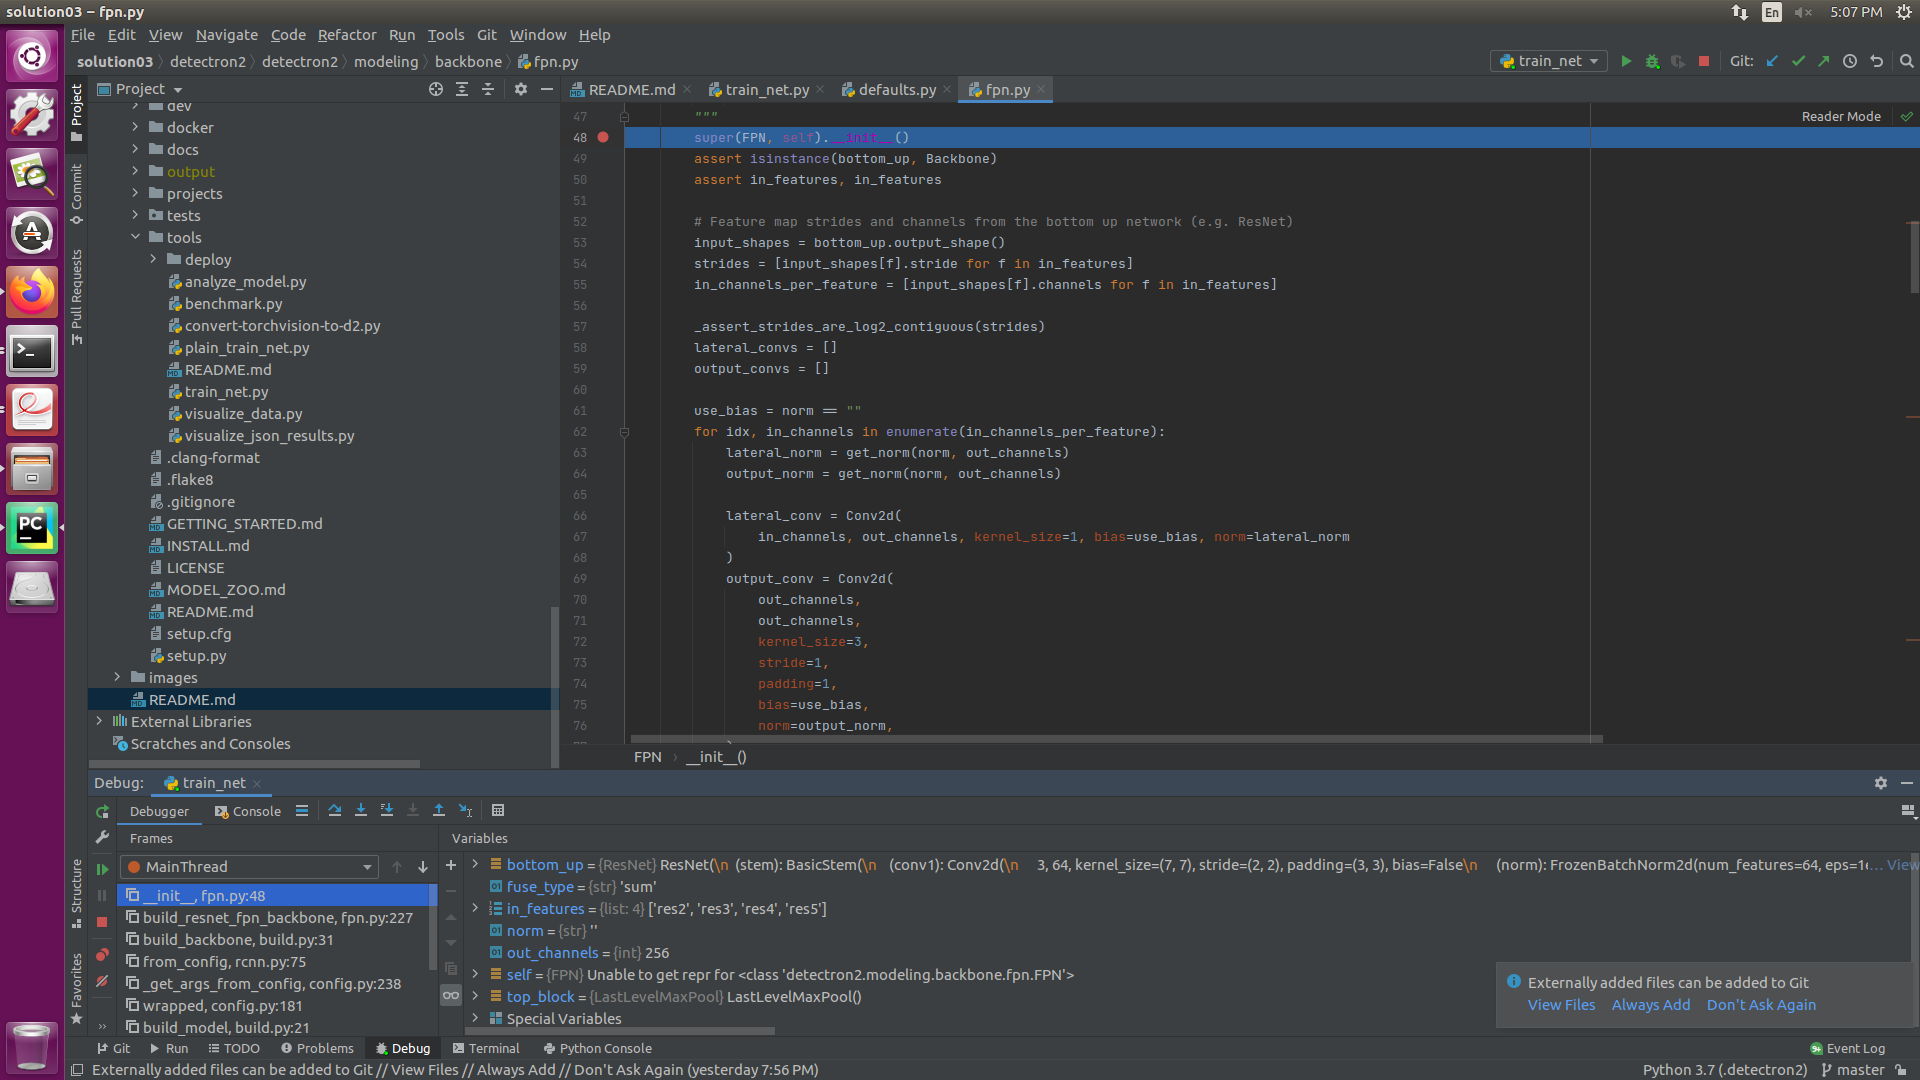 solution03 – fpn.py
En
5:07 PM
File Edit View Navigate Code Refactor Run Tools Git Window Help
solution03 detectron2 detectron2 modeling backbone fpn.py
train_net
Git:
Project
README.md train_net.py defaults.py fpn.py
Project
Commit
Pull Requests
Structure
Favorites
dev
docker
docs
output
projects
tests
tools
deploy
analyze_model.py
benchmark.py
convert-torchvision-to-d2.py
plain_train_net.py
README.md
train_net.py
visualize_data.py
visualize_json_results.py
.clang-format
.flake8
.gitignore
GETTING_STARTED.md
INSTALL.md
LICENSE
MODEL_ZOO.md
README.md
setup.cfg
setup.py
images
README.md
External Libraries
Scratches and Consoles
Reader Mode
47 """
48 super(FPN, self).__init__()
49 assert isinstance(bottom_up, Backbone)
50 assert in_features, in_features
51
52 # Feature map strides and channels from the bottom up network (e.g. ResNet)
53 input_shapes = bottom_up.output_shape()
54 strides = [input_shapes[f].stride for f in in_features]
55 in_channels_per_feature = [input_shapes[f].channels for f in in_features]
56
57 _assert_strides_are_log2_contiguous(strides)
58 lateral_convs = []
59 output_convs = []
60
61 use_bias = norm == ""
62 for idx, in_channels in enumerate(in_channels_per_feature):
63 lateral_norm = get_norm(norm, out_channels)
64 output_norm = get_norm(norm, out_channels)
65
66 lateral_conv = Conv2d(
67 in_channels, out_channels, kernel_size=1, bias=use_bias, norm=lateral_norm
68 )
69 output_conv = Conv2d(
70 out_channels,
71 out_channels,
72 kernel_size=3,
73 stride=1,
74 padding=1,
75 bias=use_bias,
76 norm=output_norm,
FPN __init__()
Debug: train_net
Debugger Console
Frames
MainThread
__init__, fpn.py:48
build_resnet_fpn_backbone, fpn.py:227
build_backbone, build.py:31
from_config, rcnn.py:75
_get_args_from_config, config.py:238
wrapped, config.py:181
build_model, build.py:21
Variables
bottom_up = {ResNet} ResNet(\n (stem): BasicStem(\n (conv1): Conv2d(\n 3, 64, kernel_size=(7, 7), stride=(2, 2), padding=(3, 3), bias=False\n (norm): FrozenBatchNorm2d(num_features=64, eps=1e... View
fuse_type = {str} 'sum'
in_features = {list: 4} ['res2', 'res3', 'res4', 'res5']
norm = {str} ''
out_channels = {int} 256
self = {FPN} Unable to get repr for <class 'detectron2.modeling.backbone.fpn.FPN'>
top_block = {LastLevelMaxPool} LastLevelMaxPool()
Special Variables
Externally added files can be added to Git
View Files Always Add Don't Ask Again
Git Run TODO Problems Debug Terminal Python Console
9+ Event Log
Externally added files can be added to Git // View Files // Always Add // Don't Ask Again (yesterday 7:56 PM)
Python 3.7 (.detectron2) master